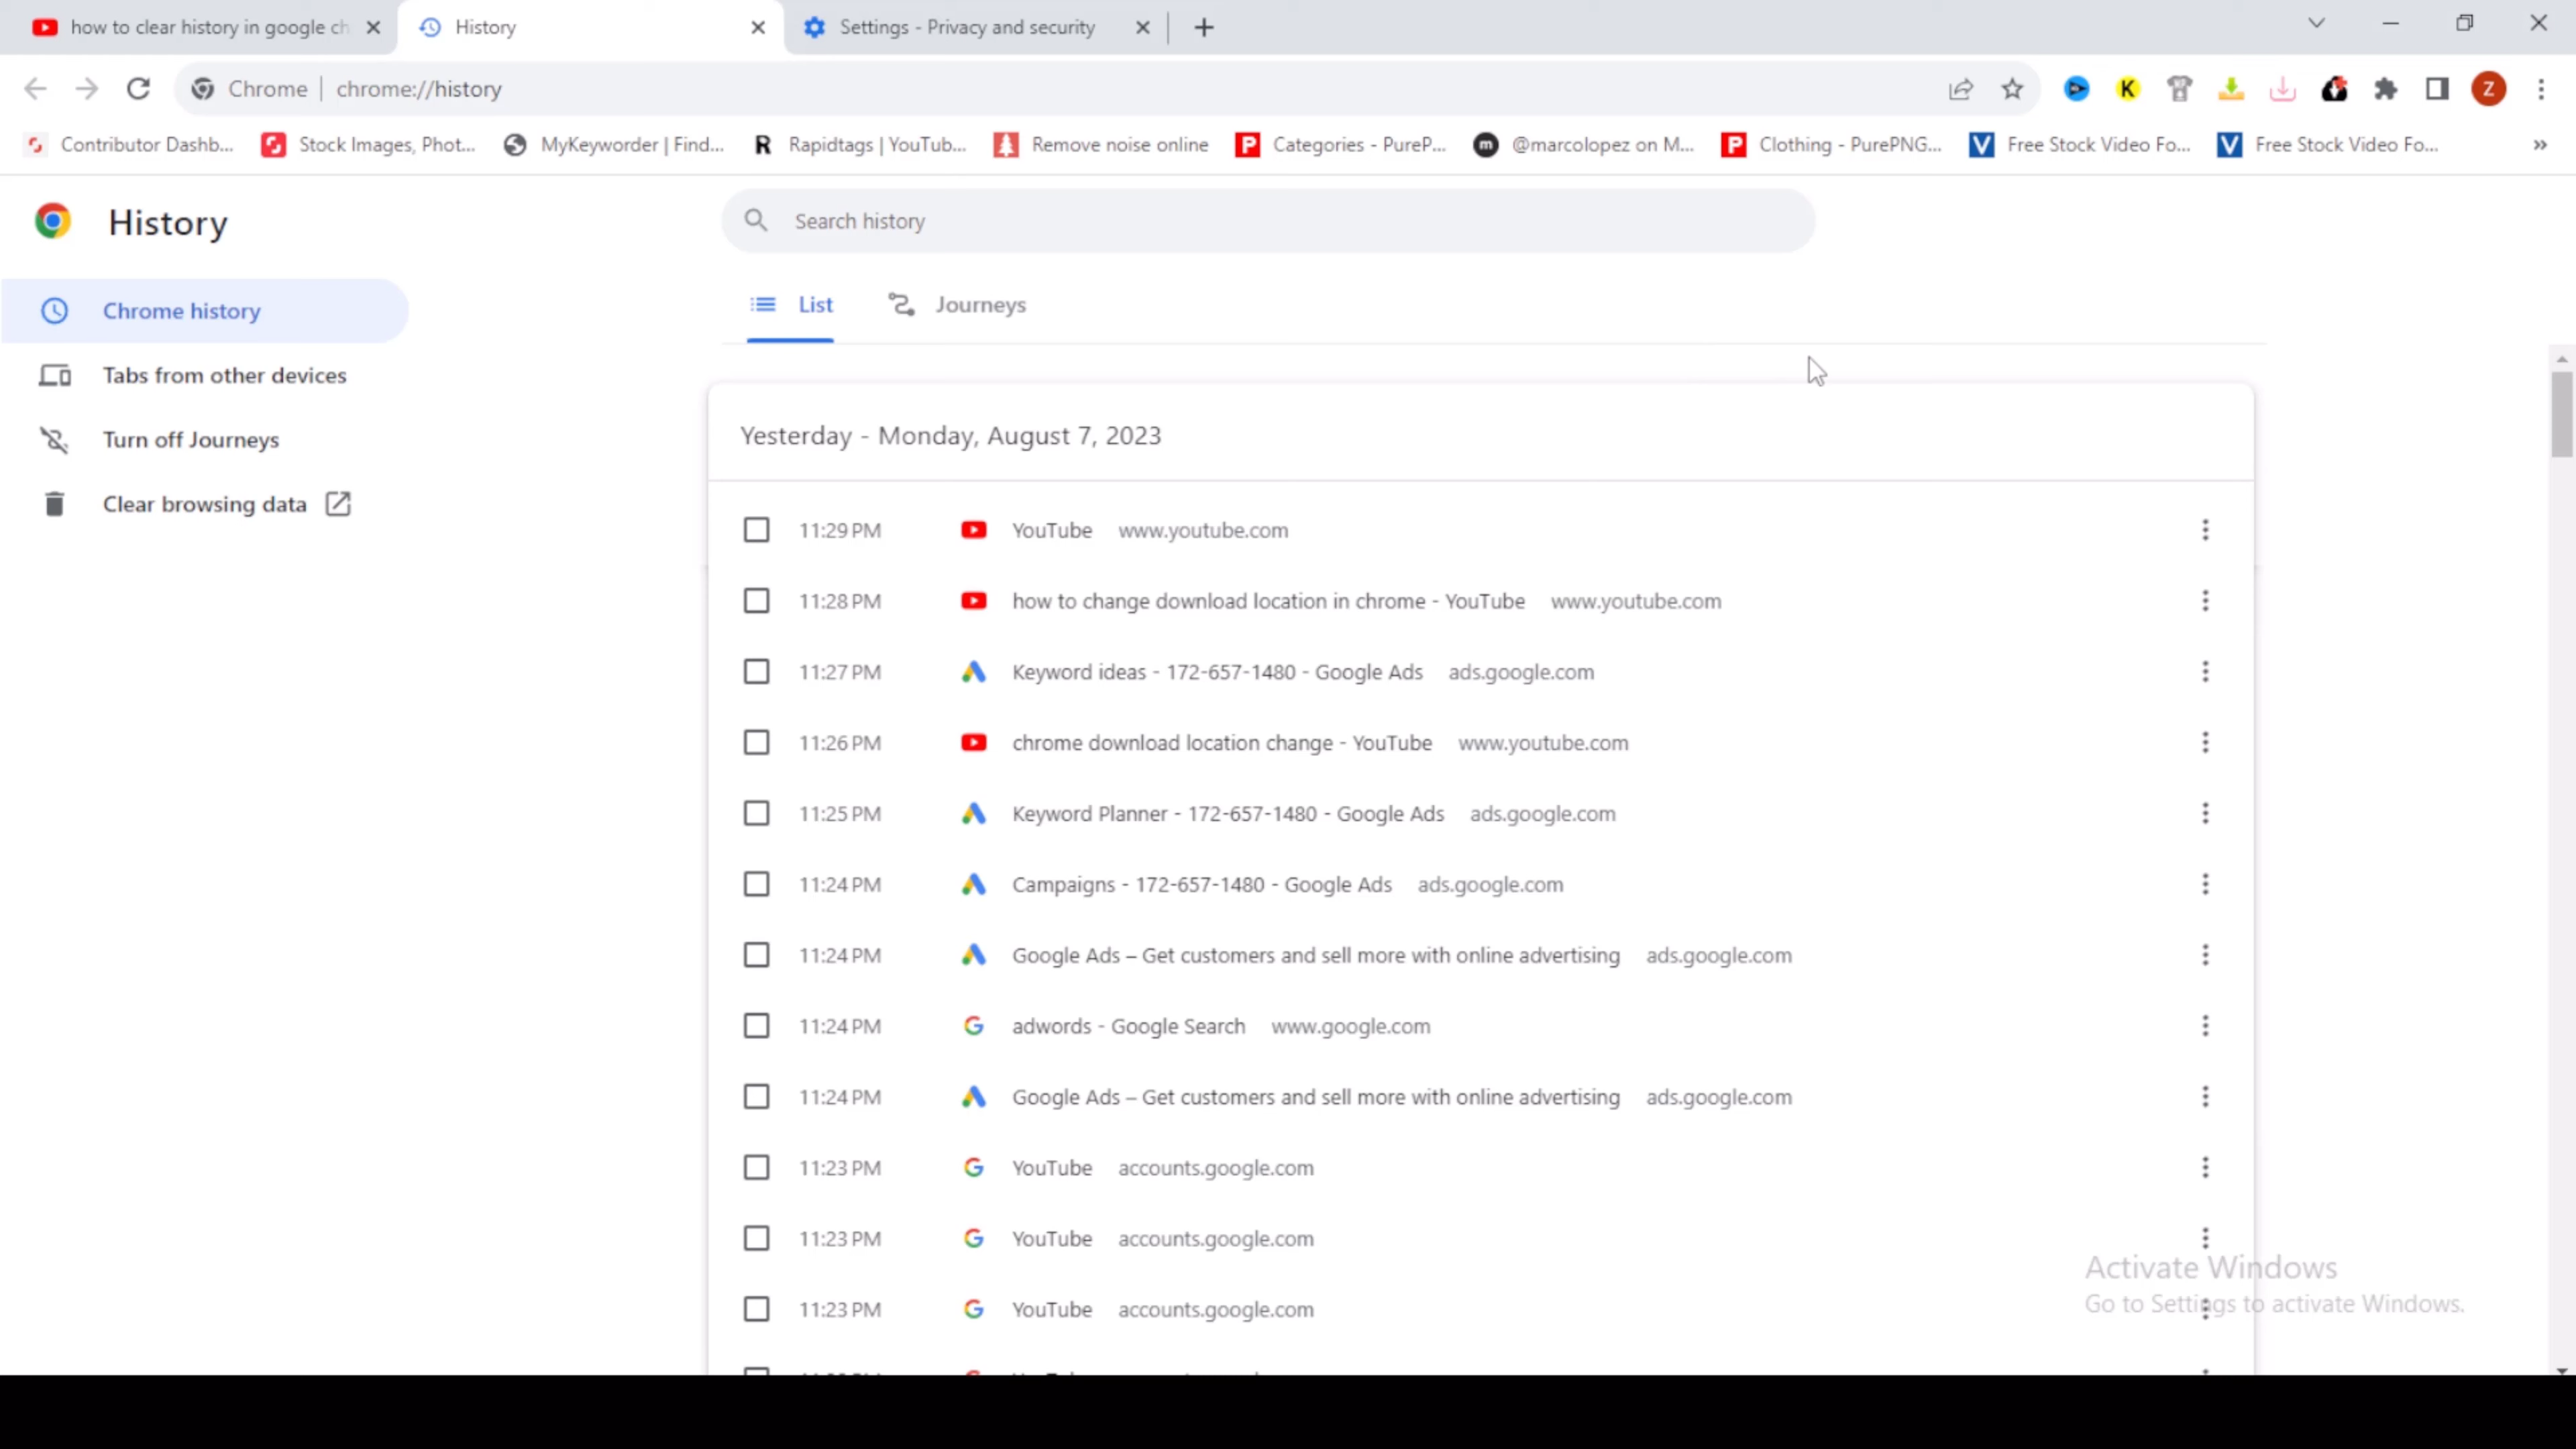 how to clear history in google ch
History
Settings - Privacy and security
Chrome
chrome://history
K
Z
Contributor Dashb...
Stock Images, Phot...
MyKeyworder | Find...
R Rapidtags | YouTub...
Remove noise online
P Categories - PureP...
m @marcolopez on M...
P Clothing - PurePNG...
V Free Stock Video Fo...
V Free Stock Video Fo...
»
History
Search history
Chrome history
Tabs from other devices
Turn off Journeys
Clear browsing data
List
Journeys
Yesterday - Monday, August 7, 2023
11:29 PM YouTube www.youtube.com
11:28 PM how to change download location in chrome - YouTube www.youtube.com
11:27 PM Keyword ideas - 172-657-1480 - Google Ads ads.google.com
11:26 PM chrome download location change - YouTube www.youtube.com
11:25 PM Keyword Planner - 172-657-1480 - Google Ads ads.google.com
11:24 PM Campaigns - 172-657-1480 - Google Ads ads.google.com
11:24 PM Google Ads – Get customers and sell more with online advertising ads.google.com
11:24 PM adwords - Google Search www.google.com
11:24 PM Google Ads – Get customers and sell more with online advertising ads.google.com
11:23 PM YouTube accounts.google.com
11:23 PM YouTube accounts.google.com
11:23 PM YouTube accounts.google.com
Activate Windows
Go to Settings to activate Windows.